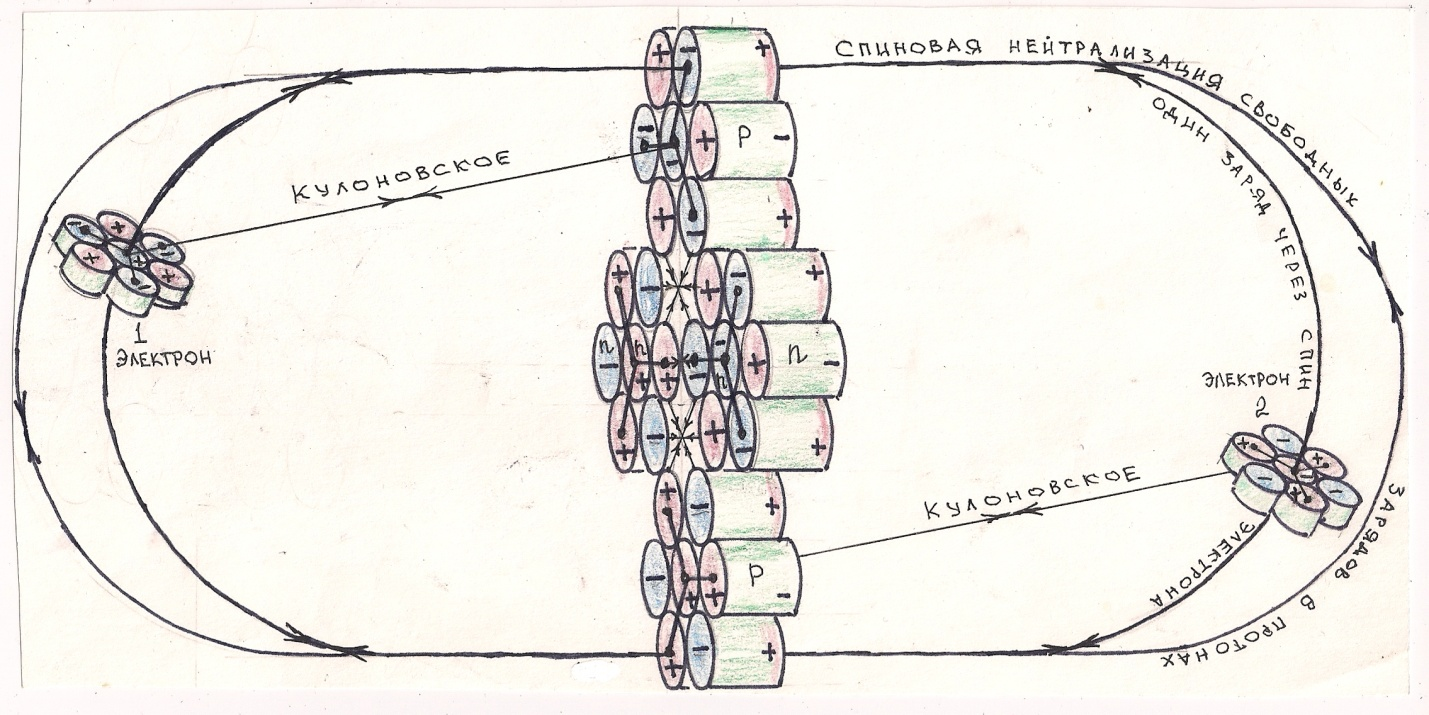 СПИНОВАЯ НЕЙТРАЛИЗАЦИЯ СВОБОДНЫХ ЗАРЯДОВ В ПРОТОНАХ
ОДИН ЗАРЯД ЧЕРЕЗ СПИН ЭЛЕКТРОНА
КУЛОНОВСКОЕ
1
ЭЛЕКТРОН
ЭЛЕКТРОН
2
КУЛОНОВСКОЕ
+ - +
- - + P -
+ - +
+ - + - +
n - n + + - - n + n -
+ - + - +
+ - +
- + + P -
+ - +